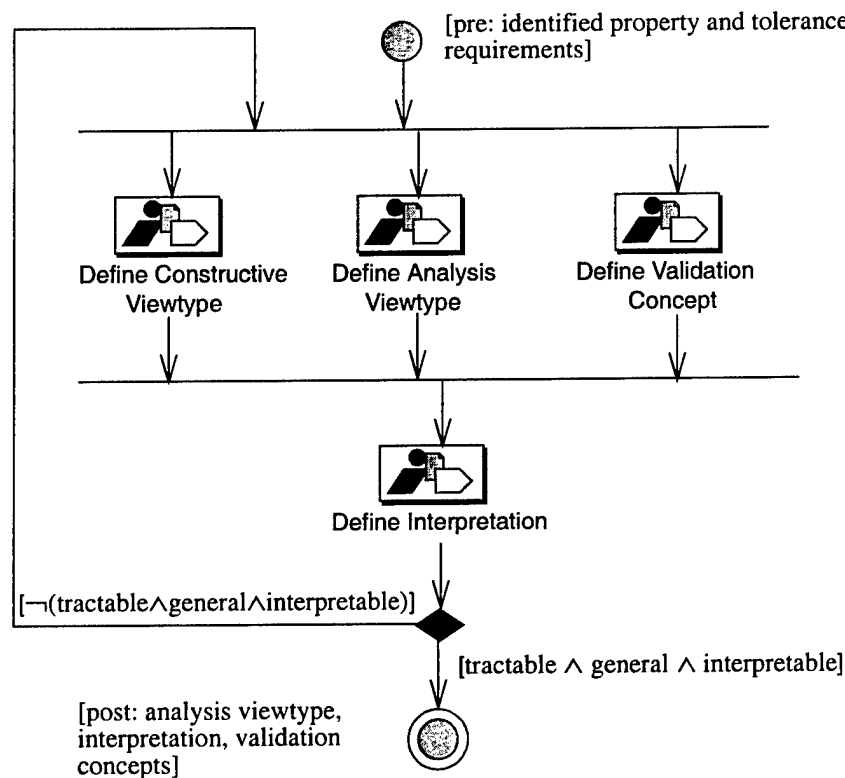 [pre: identified property and tolerance
requirements]
Define Constructive
Viewtype
Define Analysis
Viewtype
Define Validation
Concept
Define Interpretation
[¬(tractable∧general∧interpretable)]
[tractable ∧ general ∧ interpretable]
[post: analysis viewtype,
interpretation, validation
concepts]